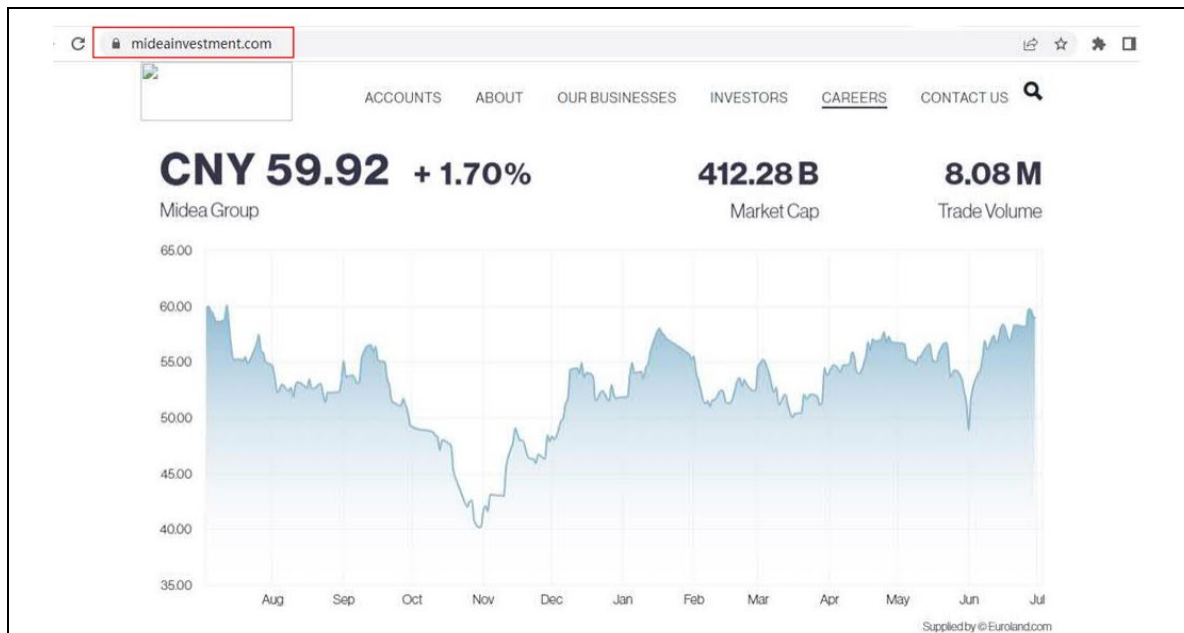 mideainvestment.com
ACCOUNTS ABOUT OUR BUSINESSES INVESTORS CAREERS CONTACT US
CNY 59.92 + 1.70% 412.28 B 8.08 M
Midea Group Market Cap Trade Volume
65.00
60.00
55.00
50.00
45.00
40.00
35.00
Aug Sep Oct Nov Dec Jan Feb Mar Apr May Jun Jul
Supplied by © Euroland.com